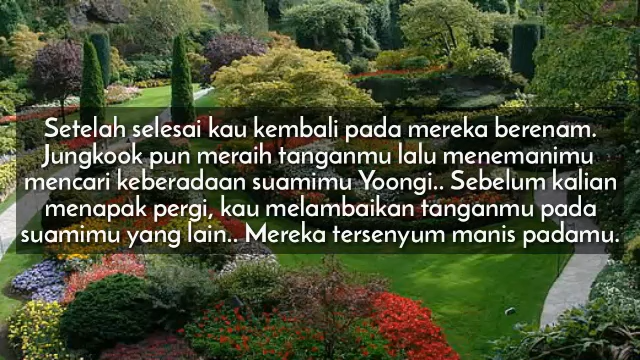 Setelah selesai kau kembali pada mereka berenam.
Jungkook pun meraih tanganmu lalu menemanimu
mencari keberadaan suamimu Yoongi.. Sebelum kalian
menapak pergi, kau melambaikan tanganmu pada
suamimu yang lain.. Mereka tersenyum manis padamu.